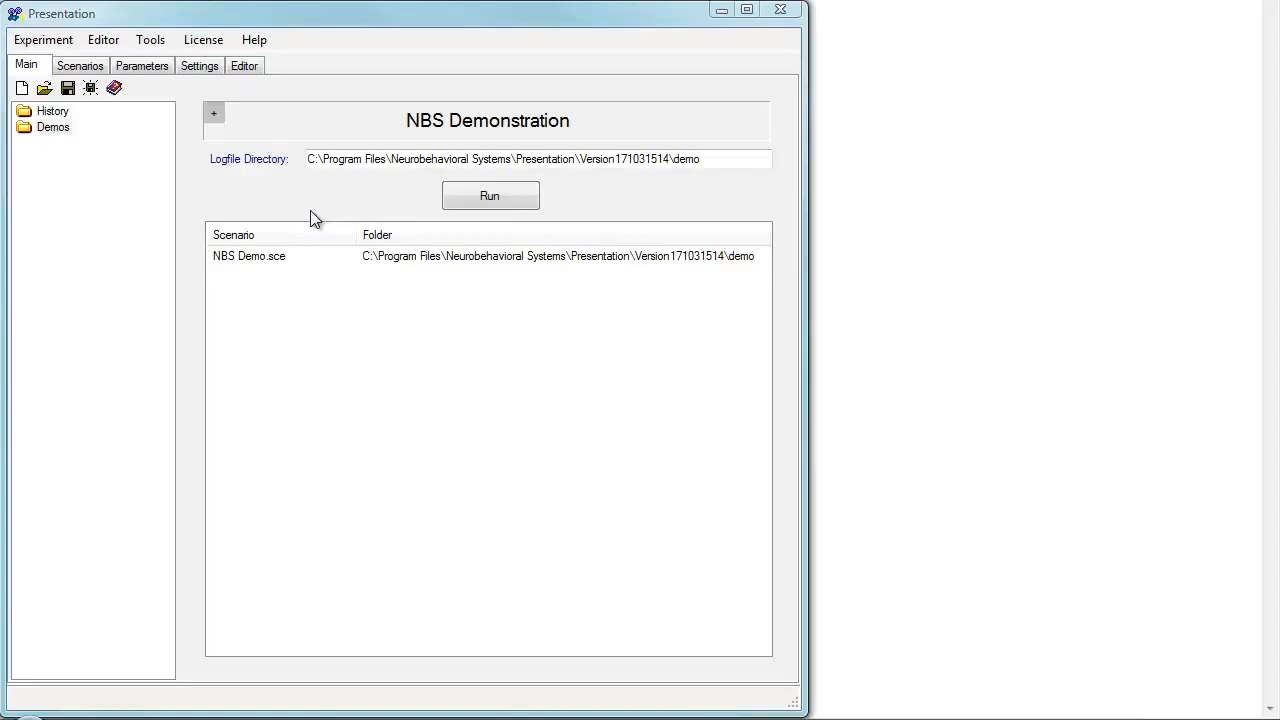 Presentation
Experiment Editor Tools License Help
Main Scenarios Parameters Settings Editor
History
Demos
+
NBS Demonstration
Logfile Directory: C:\Program Files\Neurobehavioral Systems\Presentation\Version171031514\demo
Run
Scenario Folder
NBS Demo.sce C:\Program Files\Neurobehavioral Systems\Presentation\Version171031514\demo